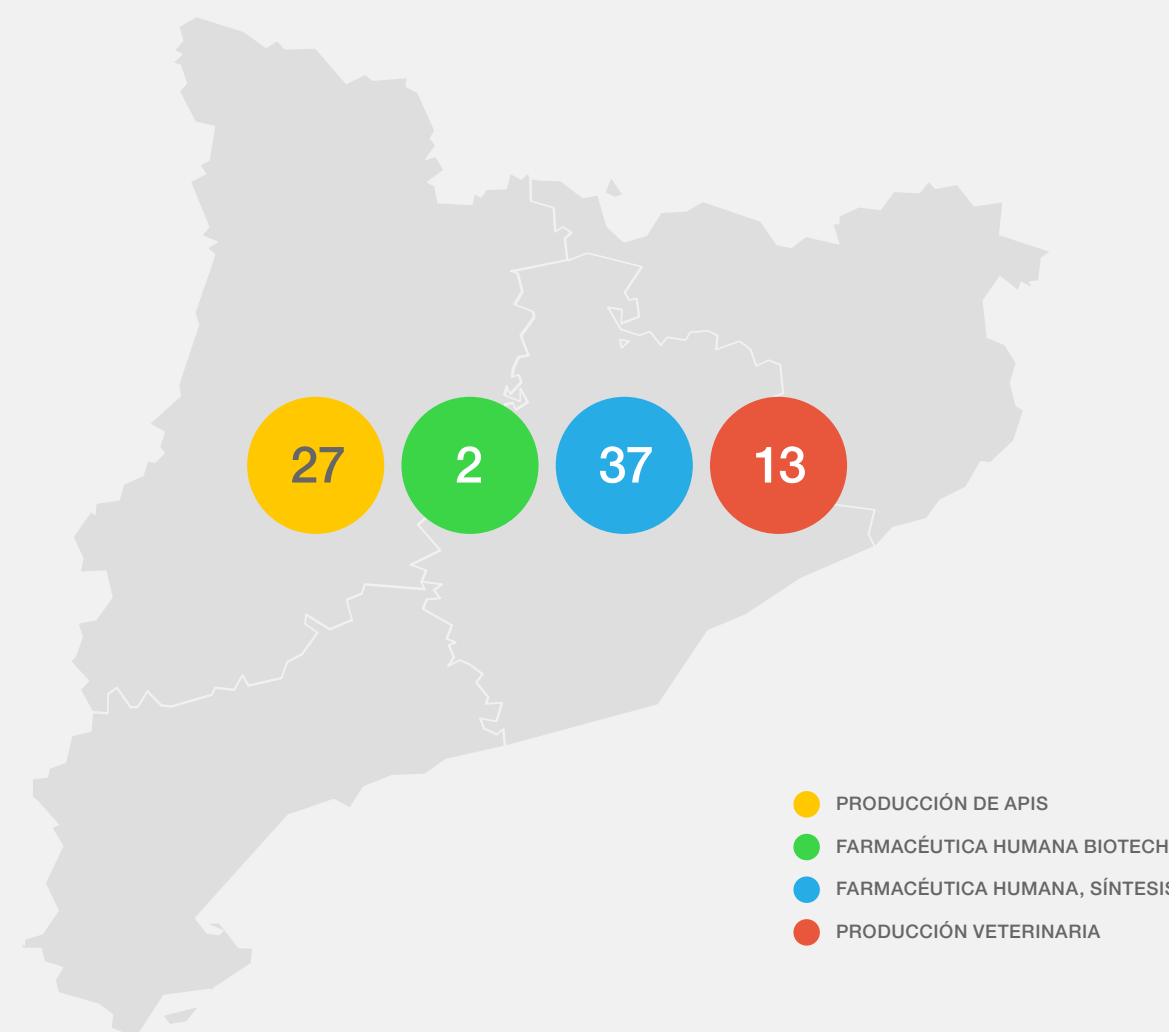 27 2 37 13
PRODUCCIÓN DE APIS
FARMACÉUTICA HUMANA BIOTECH
FARMACÉUTICA HUMANA, SÍNTESIS
PRODUCCIÓN VETERINARIA